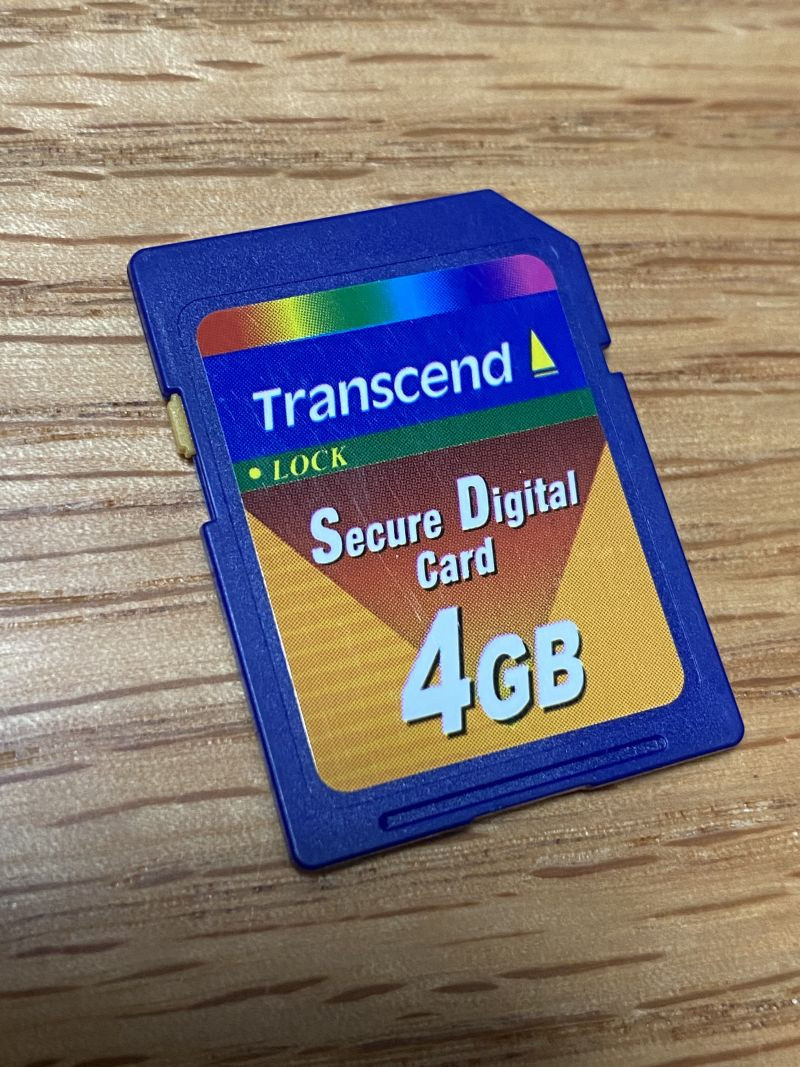 Transcend
• LOCK
Secure Digital
Card
4GB